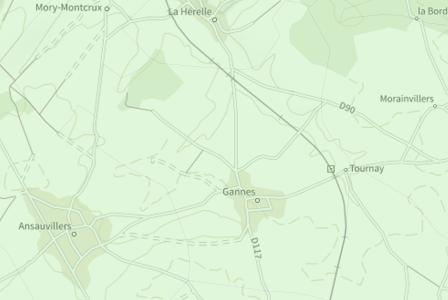 Mory-Montcrux
La Hérelle
la Bord
Morainvillers
D90
Tournay
Gannes
Ansauvillers
D117